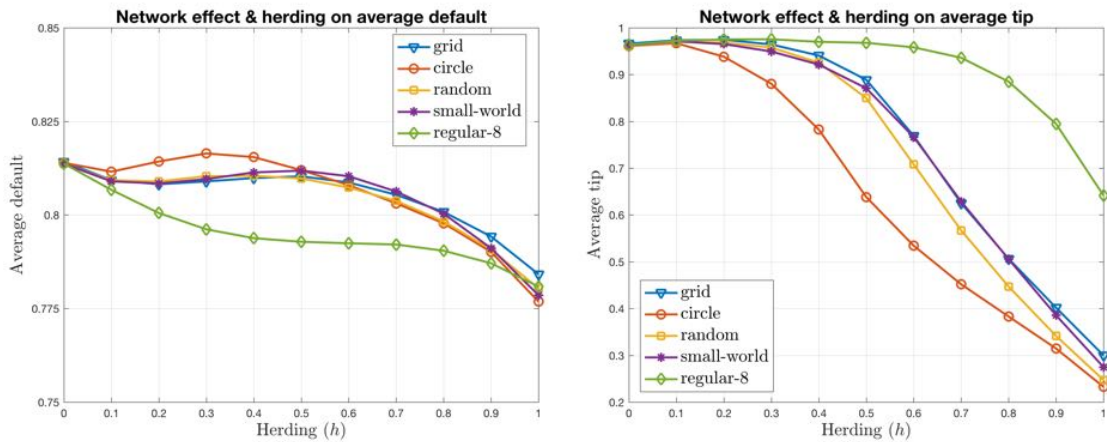 Network effect & herding on average default
0.85
0.825
0.8
0.775
0.75
Average default
grid
circle
random
small-world
regular-8
0 0.1 0.2 0.3 0.4 0.5 0.6 0.7 0.8 0.9 1
Herding (h)
Network effect & herding on average tip
1
0.9
0.8
0.7
0.6
0.5
0.4
0.3
0.2
Average tip
grid
circle
random
small-world
regular-8
0 0.1 0.2 0.3 0.4 0.5 0.6 0.7 0.8 0.9 1
Herding (h)